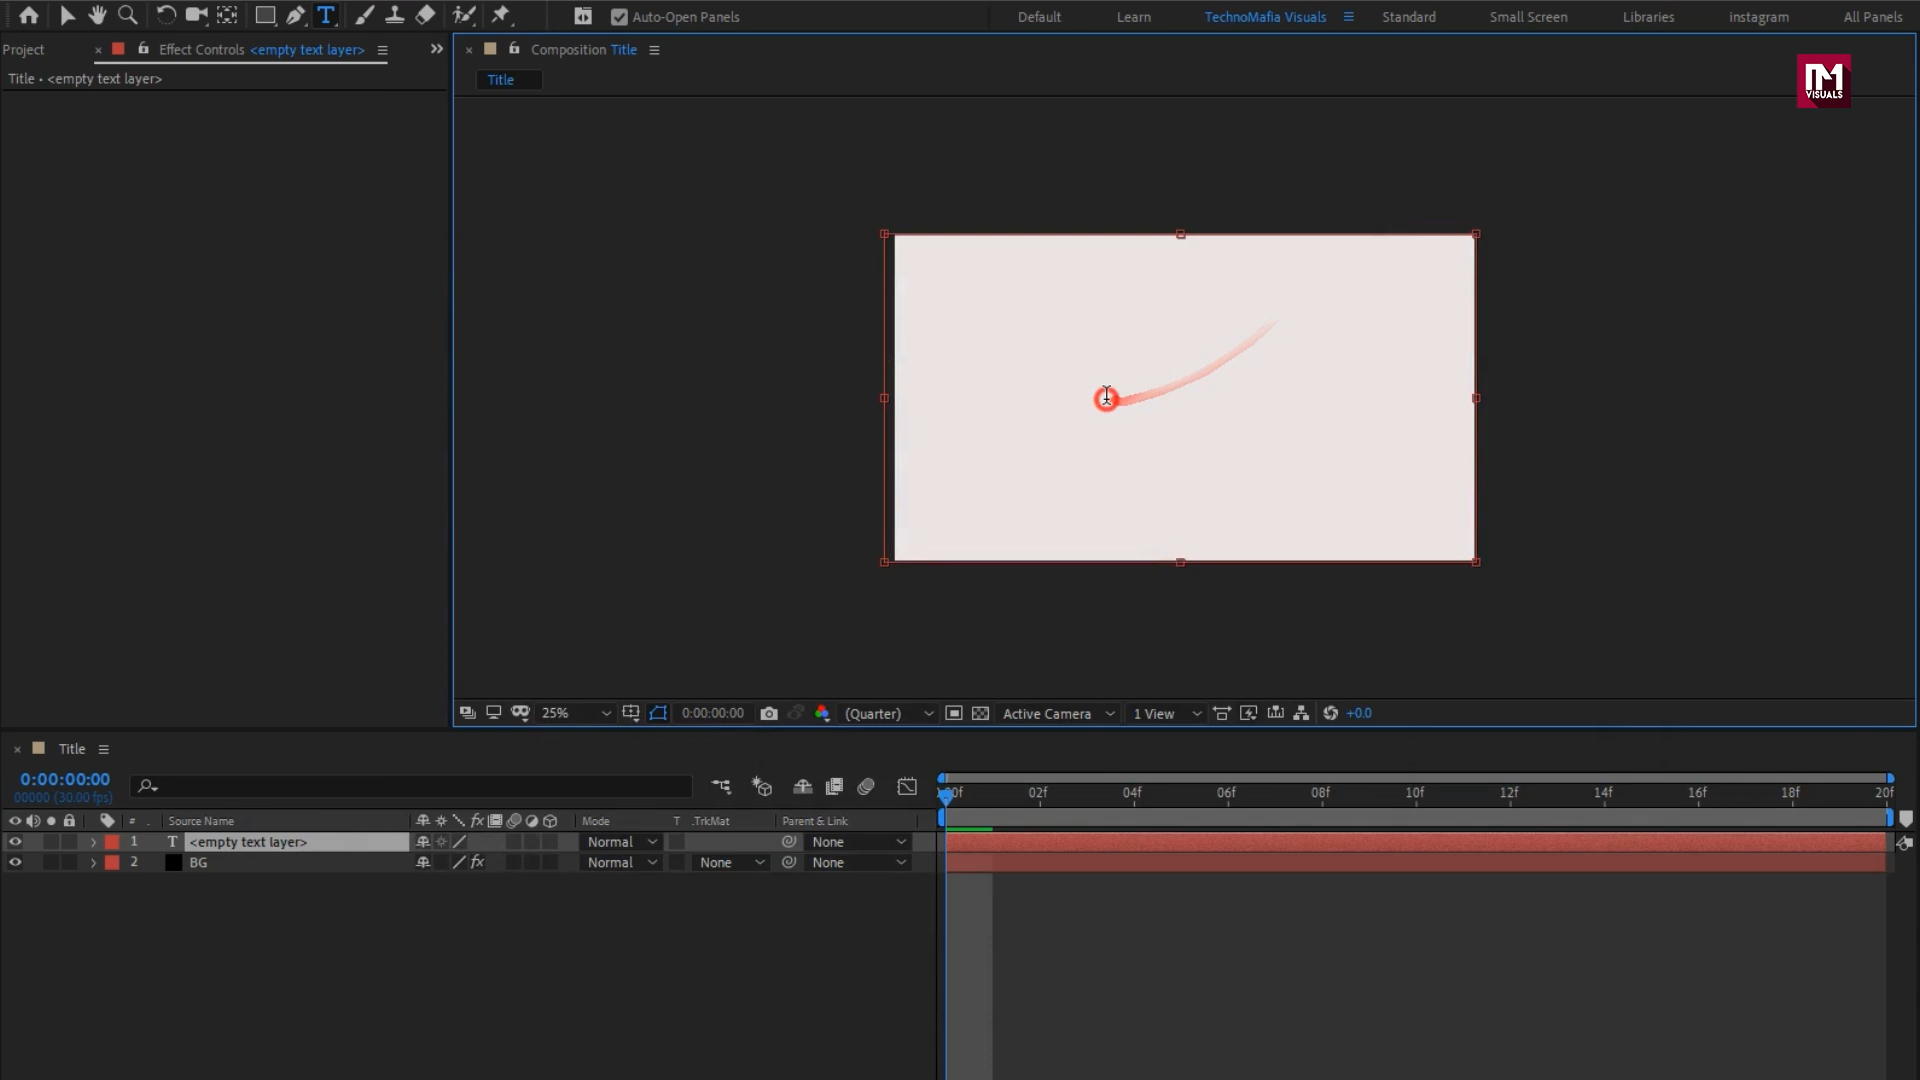 Auto-Open Panels
Default
Learn
TechnoMafia Visuals
Standard
Small Screen
Libraries
instagram
All Panels
Project
Effect Controls <empty text layer>
Composition Title
Title • <empty text layer>
Title
VISUALS
25%
0:00:00:00
(Quarter)
Active Camera
1 View
+0.0
Title
0:00:00:00
00000 (30.00 fps)
:00f 02f 04f 06f 08f 10f 12f 14f 16f 18f 20f
# . Source Name fx Mode T .TrkMat Parent & Link
1 T <empty text layer> Normal None
2 BG fx Normal None None